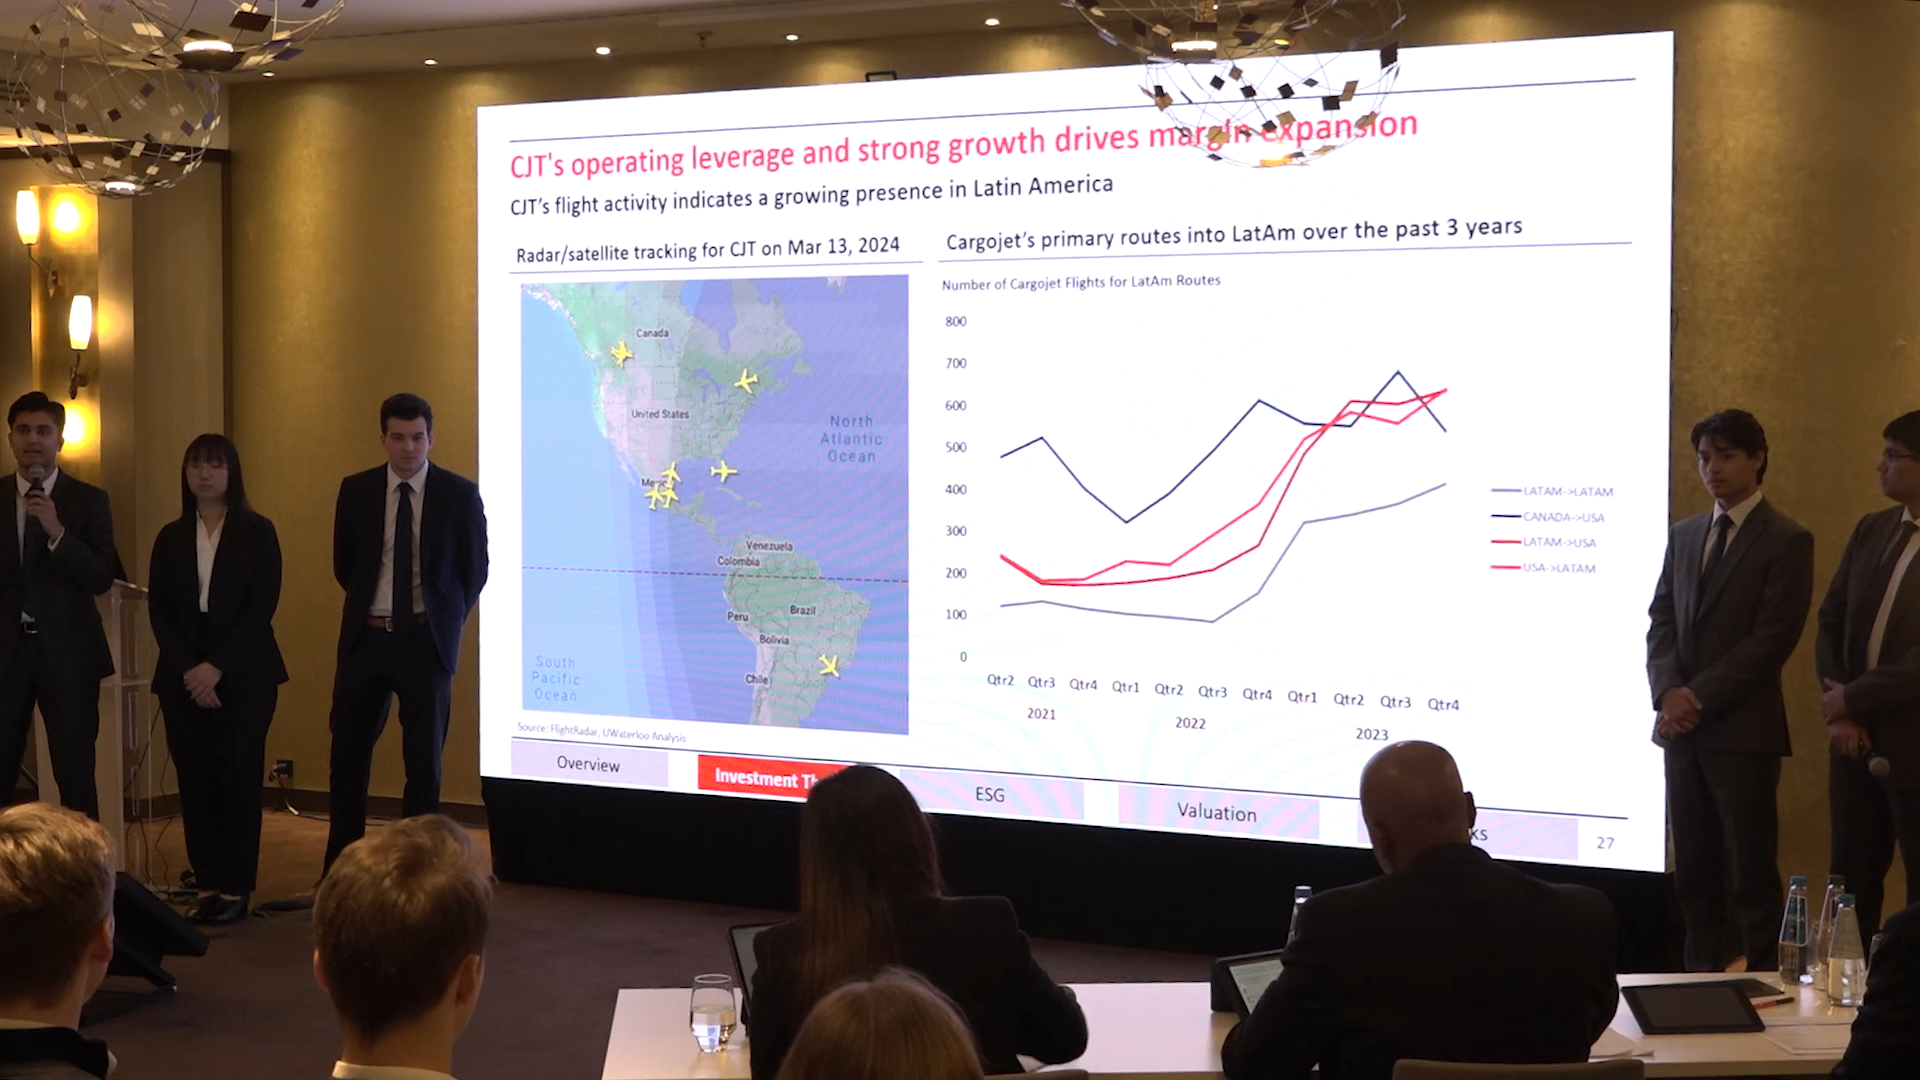 CJT's operating leverage and strong growth drives margin expansion
CJT's flight activity indicates a growing presence in Latin America
Radar/satellite tracking for CJT on Mar 13, 2024
Canada
United States
North
Atlantic
Ocean
Venezuela
Colombia
Brazil
Peru
Bolivia
Chile
South
Pacific
Ocean
Source: FlightRadar, UWaterloo Analysis
Cargojet's primary routes into LatAm over the past 3 years
Number of Cargojet Flights for LatAm Routes
800
700
600
500
400
300
200
100
0
Qtr2 Qtr3 Qtr4 Qtr1 Qtr2 Qtr3 Qtr4 Qtr1 Qtr2 Qtr3 Qtr4
2021 2022 2023
LATAM->LATAM
CANADA->USA
LATAM->USA
USA->LATAM
Overview
Investment
ESG
Valuation
27